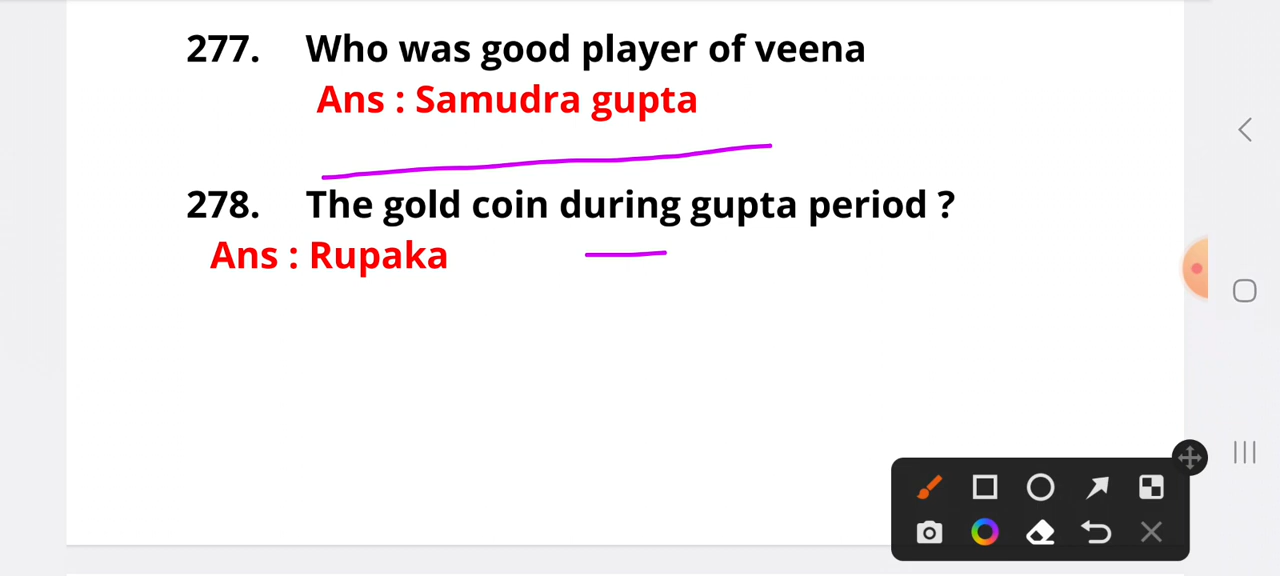 277. Who was good player of veena
Ans : Samudra gupta
278. The gold coin during gupta period ?
Ans : Rupaka